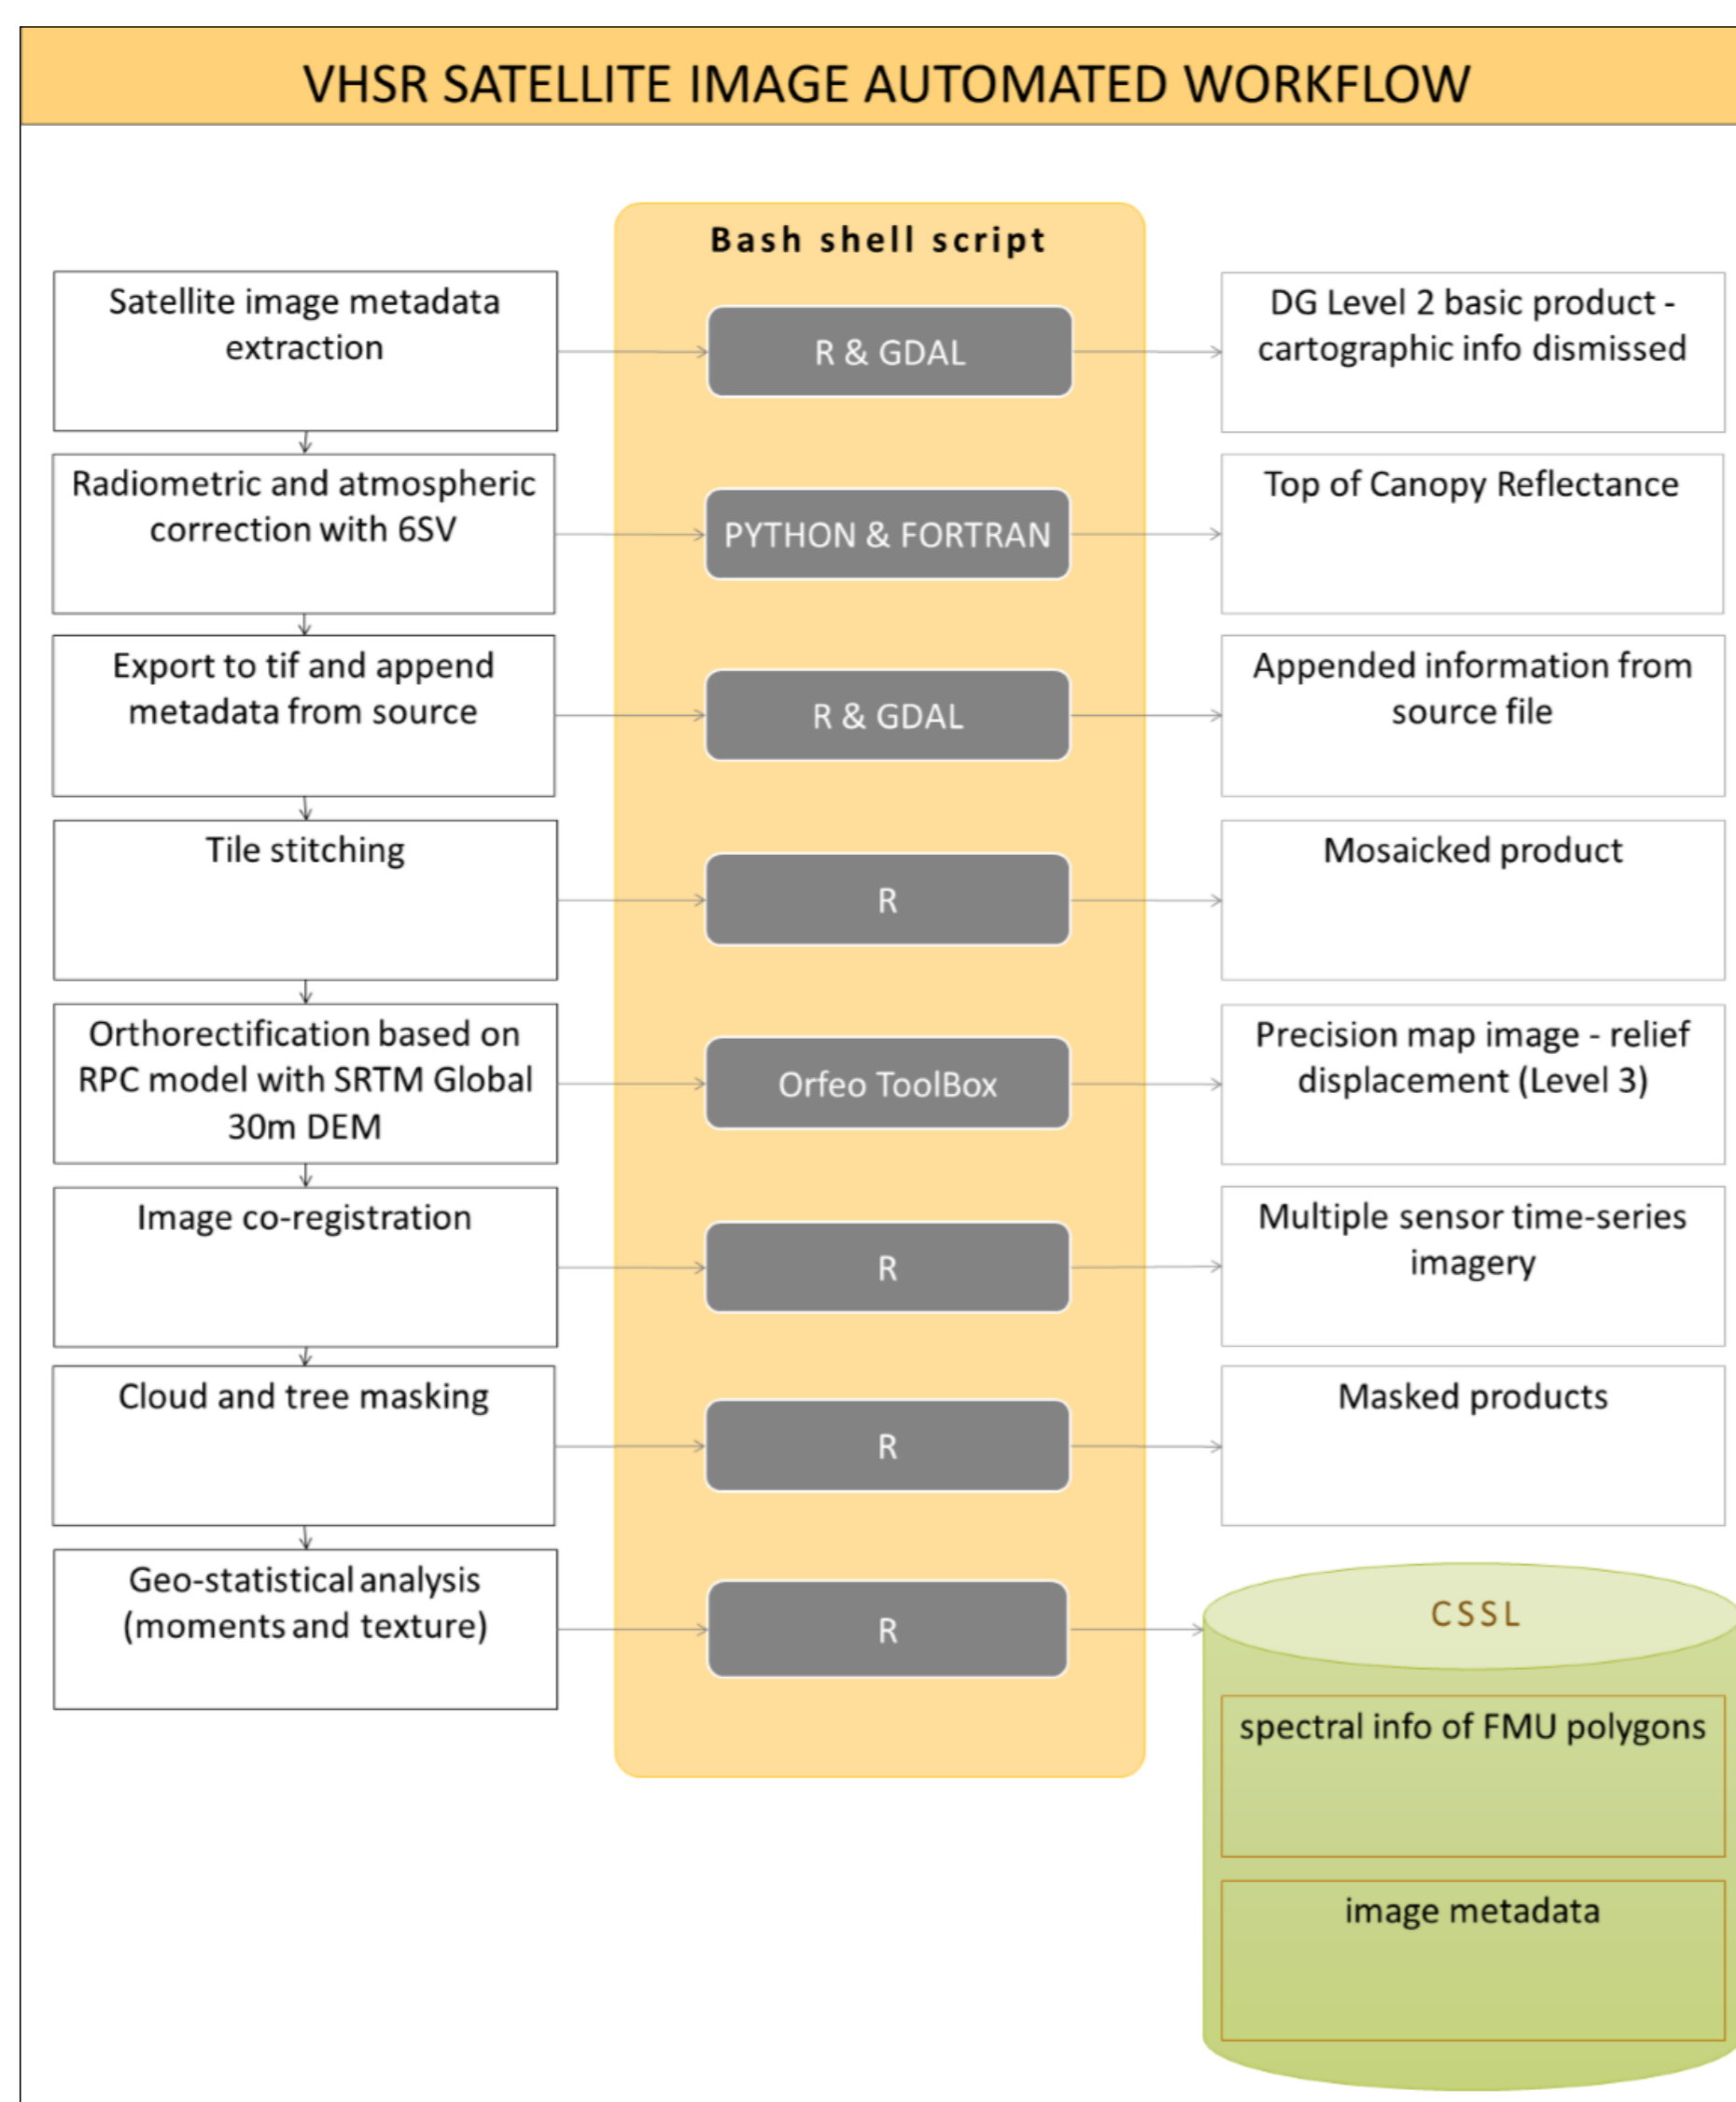 VHSR SATELLITE IMAGE AUTOMATED WORKFLOW
Bash shell script
Satellite image metadata
extraction
R & GDAL
DG Level 2 basic product -
cartographic info dismissed
Radiometric and atmospheric
correction with 6SV
PYTHON & FORTRAN
Top of Canopy Reflectance
Export to tif and append
metadata from source
R & GDAL
Appended information from
source file
Tile stitching
R
Mosaicked product
Orthorectification based on
RPC model with SRTM Global
30m DEM
Orfeo ToolBox
Precision map image - relief
displacement (Level 3)
Image co-registration
R
Multiple sensor time-series
imagery
Cloud and tree masking
R
Masked products
Geo-statistical analysis
(moments and texture)
R
CSSL
spectral info of FMU polygons
image metadata